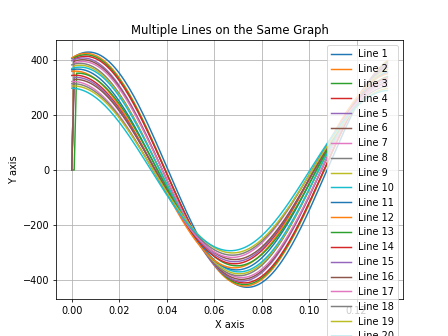 Multiple Lines on the Same Graph
400
200
0
−200
−400
Y axis
0.00
0.02
0.04
0.06
0.08
0.10
X axis
Line 1
Line 2
Line 3
Line 4
Line 5
Line 6
Line 7
Line 8
Line 9
Line 10
Line 11
Line 12
Line 13
Line 14
Line 15
Line 16
Line 17
Line 18
Line 19
Line 20